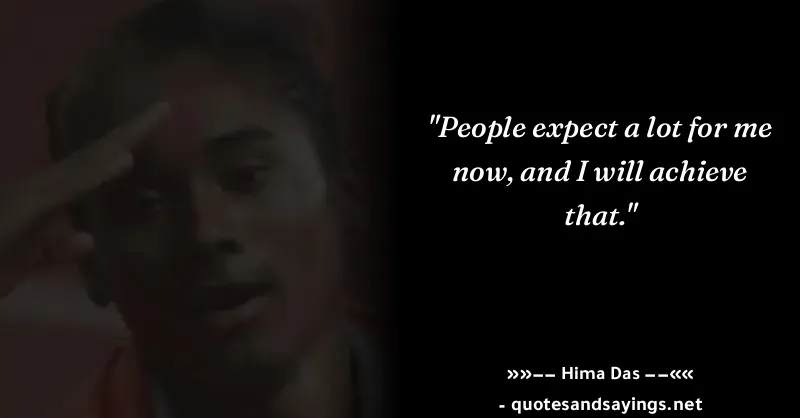 "People expect a lot for me
now, and I will achieve
that."
»»−− Hima Das −−««
- quotesandsayings.net